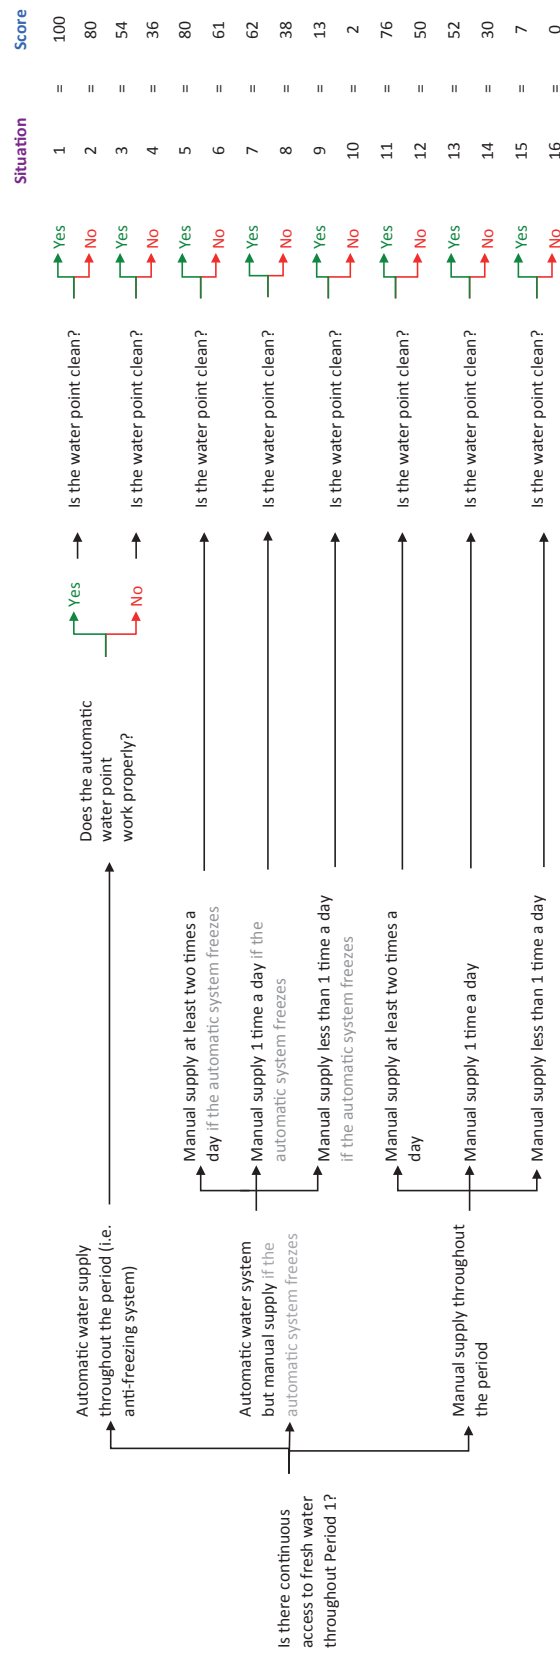 Is there continuous
access to fresh water
throughout Period 1?
Automatic water supply
throughout the period (i.e.
anti-freezing system)
Automatic water system
but manual supply if the
automatic system freezes
Manual supply throughout
the period
Manual supply at least two times a
day if the automatic system freezes
Manual supply 1 time a day if the
automatic system freezes
Manual supply less than 1 time a day
if the automatic system freezes
Manual supply at least two times a
day
Manual supply 1 time a day
Manual supply less than 1 time a day
Does the automatic
water point
work properly?
Yes
No
Situation Score
Is the water point clean? Yes 1 = 100
No 2 = 80
Is the water point clean? Yes 3 = 54
No 4 = 36
Is the water point clean? Yes 5 = 80
No 6 = 61
Is the water point clean? Yes 7 = 62
No 8 = 38
Is the water point clean? Yes 9 = 13
No 10 = 2
Is the water point clean? Yes 11 = 76
No 12 = 50
Is the water point clean? Yes 13 = 52
No 14 = 30
Is the water point clean? Yes 15 = 7
No 16 = 0